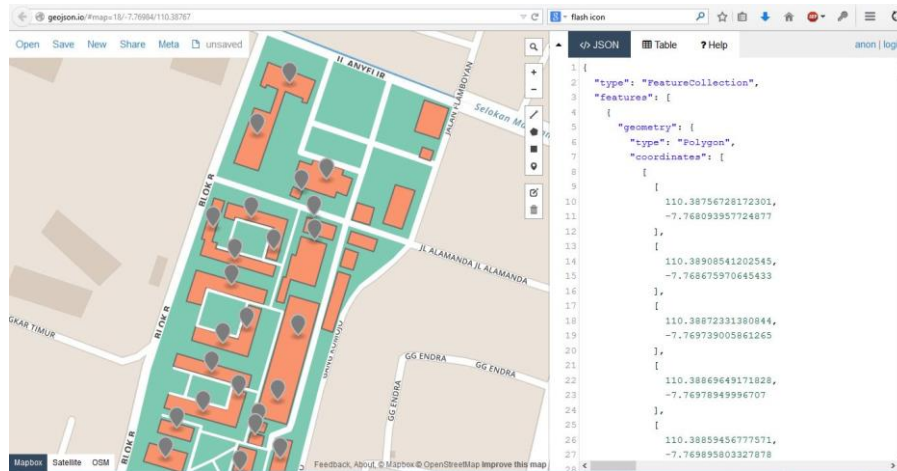 geojson.io/#map=18/-7.76984/110.38767
flash icon
Open Save New Share Meta unsaved
</> JSON Table ? Help anon | logi
JL ANYELIR
JALAN FLAMBOYAN
Selokan Ma
BLOK B
JL ALAMANDA JL ALAMANDA
BLOK B
GKAR TIMUR
GG ENDRA GG ENDRA
GG ENDRA
BLOK B
Mapbox Satellite OSM
Feedback, About, © Mapbox © OpenStreetMap Improve this map
1 {
2 "type": "FeatureCollection",
3 "features": [
4 {
5 "geometry": {
6 "type": "Polygon",
7 "coordinates": [
8 [
9 [
10 110.38756728172301,
11 -7.768093957724877
12 ],
13 [
14 110.38908541202545,
15 -7.768675970645433
16 ],
17 [
18 110.38872331380844,
19 -7.769739005861265
20 ],
21 [
22 110.38869649171828,
23 -7.76978949996707
24 ],
25 [
26 110.38859456777571,
27 -7.769895803327878
28